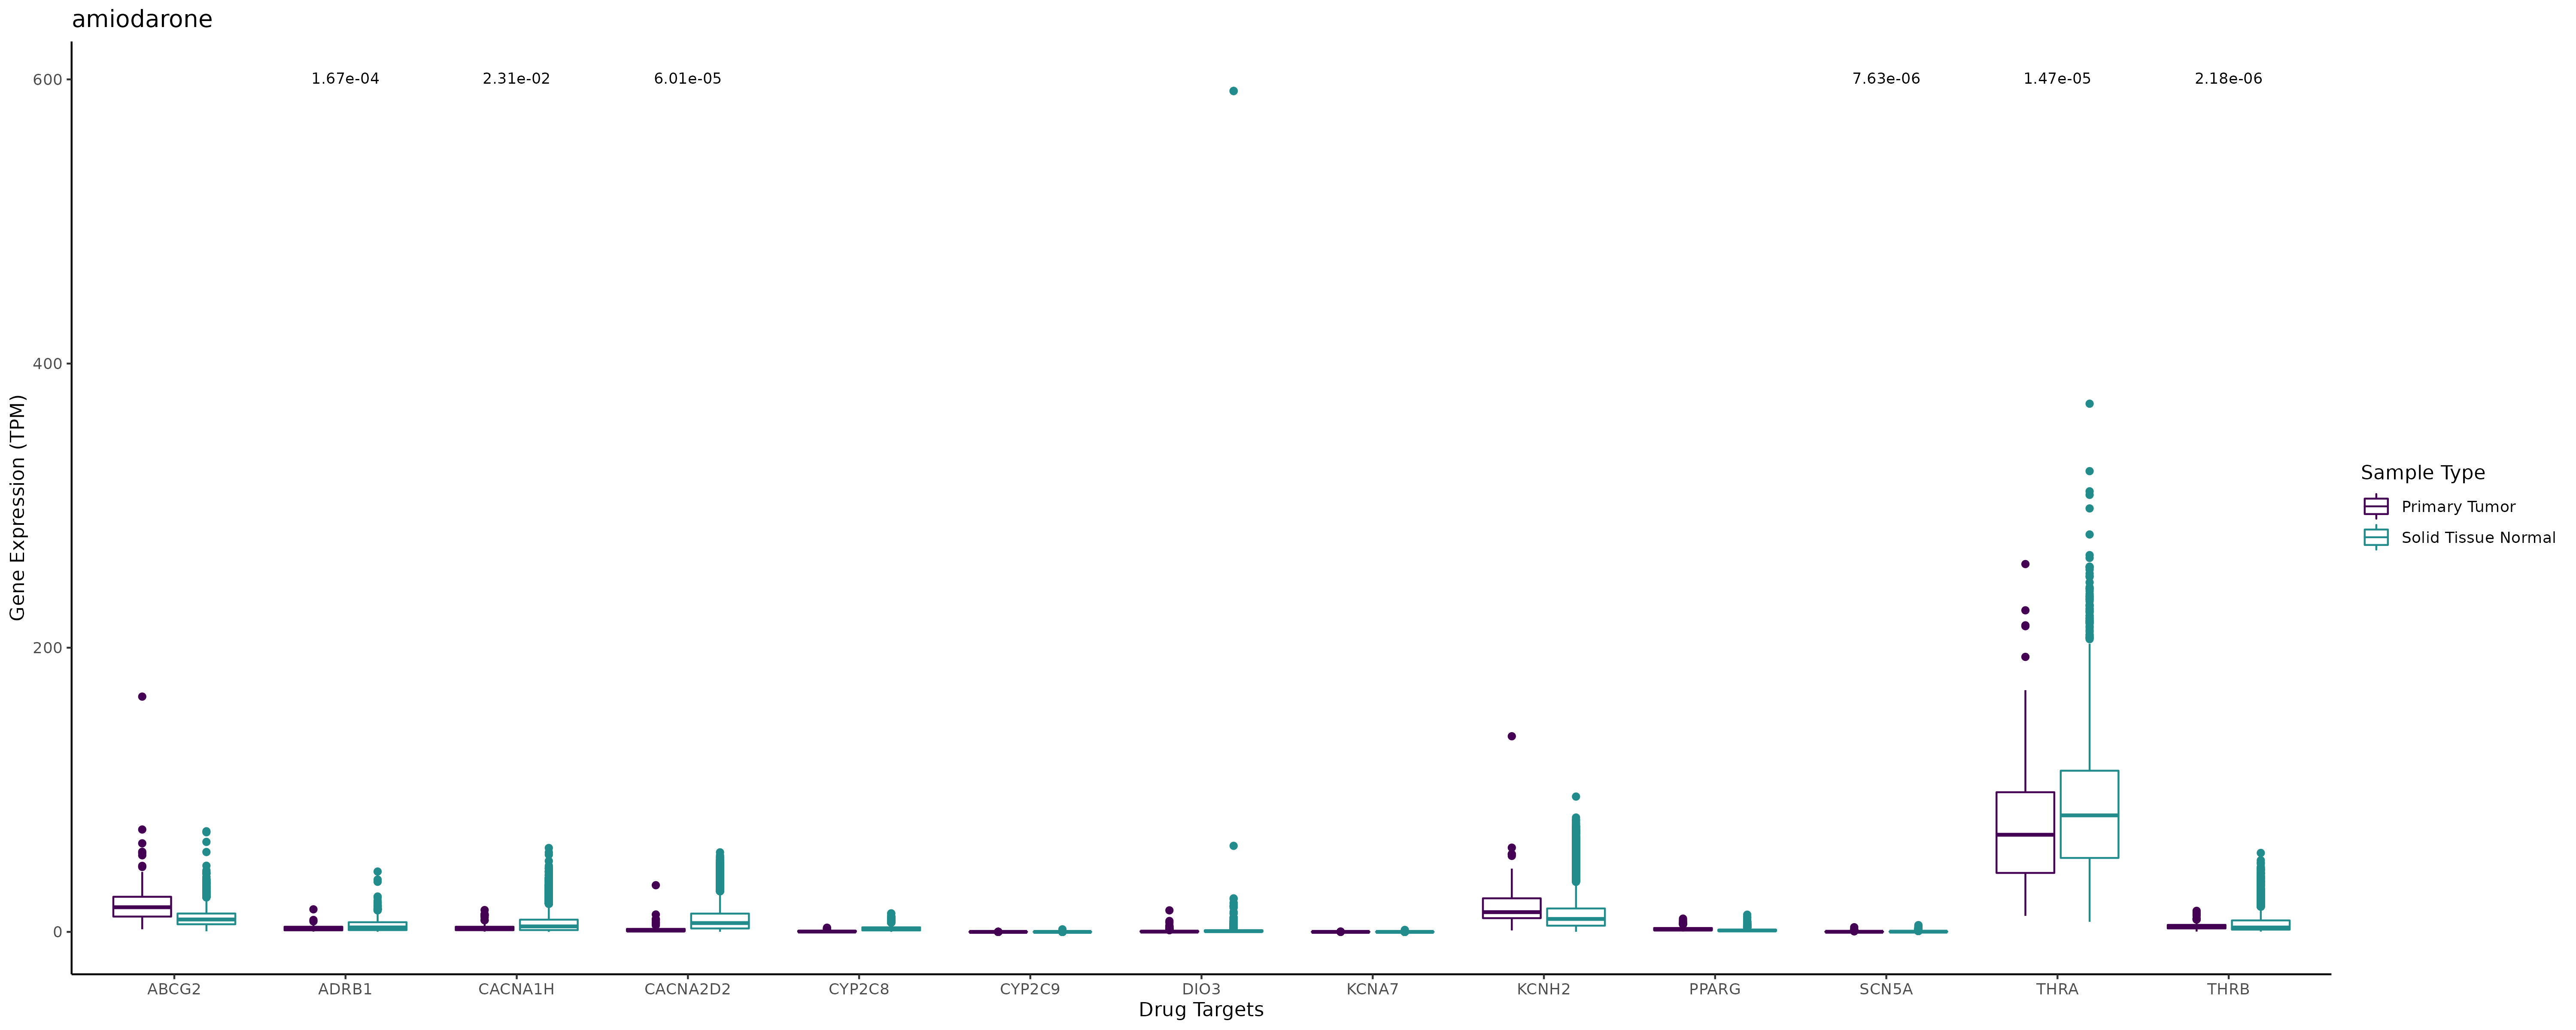 amiodarone
1.67e-04 2.31e-02 6.01e-05 7.63e-06 1.47e-05 2.18e-06
600
400
200
0
Gene Expression (TPM)
ABCG2 ADRB1 CACNA1H CACNA2D2 CYP2C8 CYP2C9 DIO3 KCNA7 KCNH2 PPARG SCN5A THRA THRB
Drug Targets
Sample Type
Primary Tumor
Solid Tissue Normal